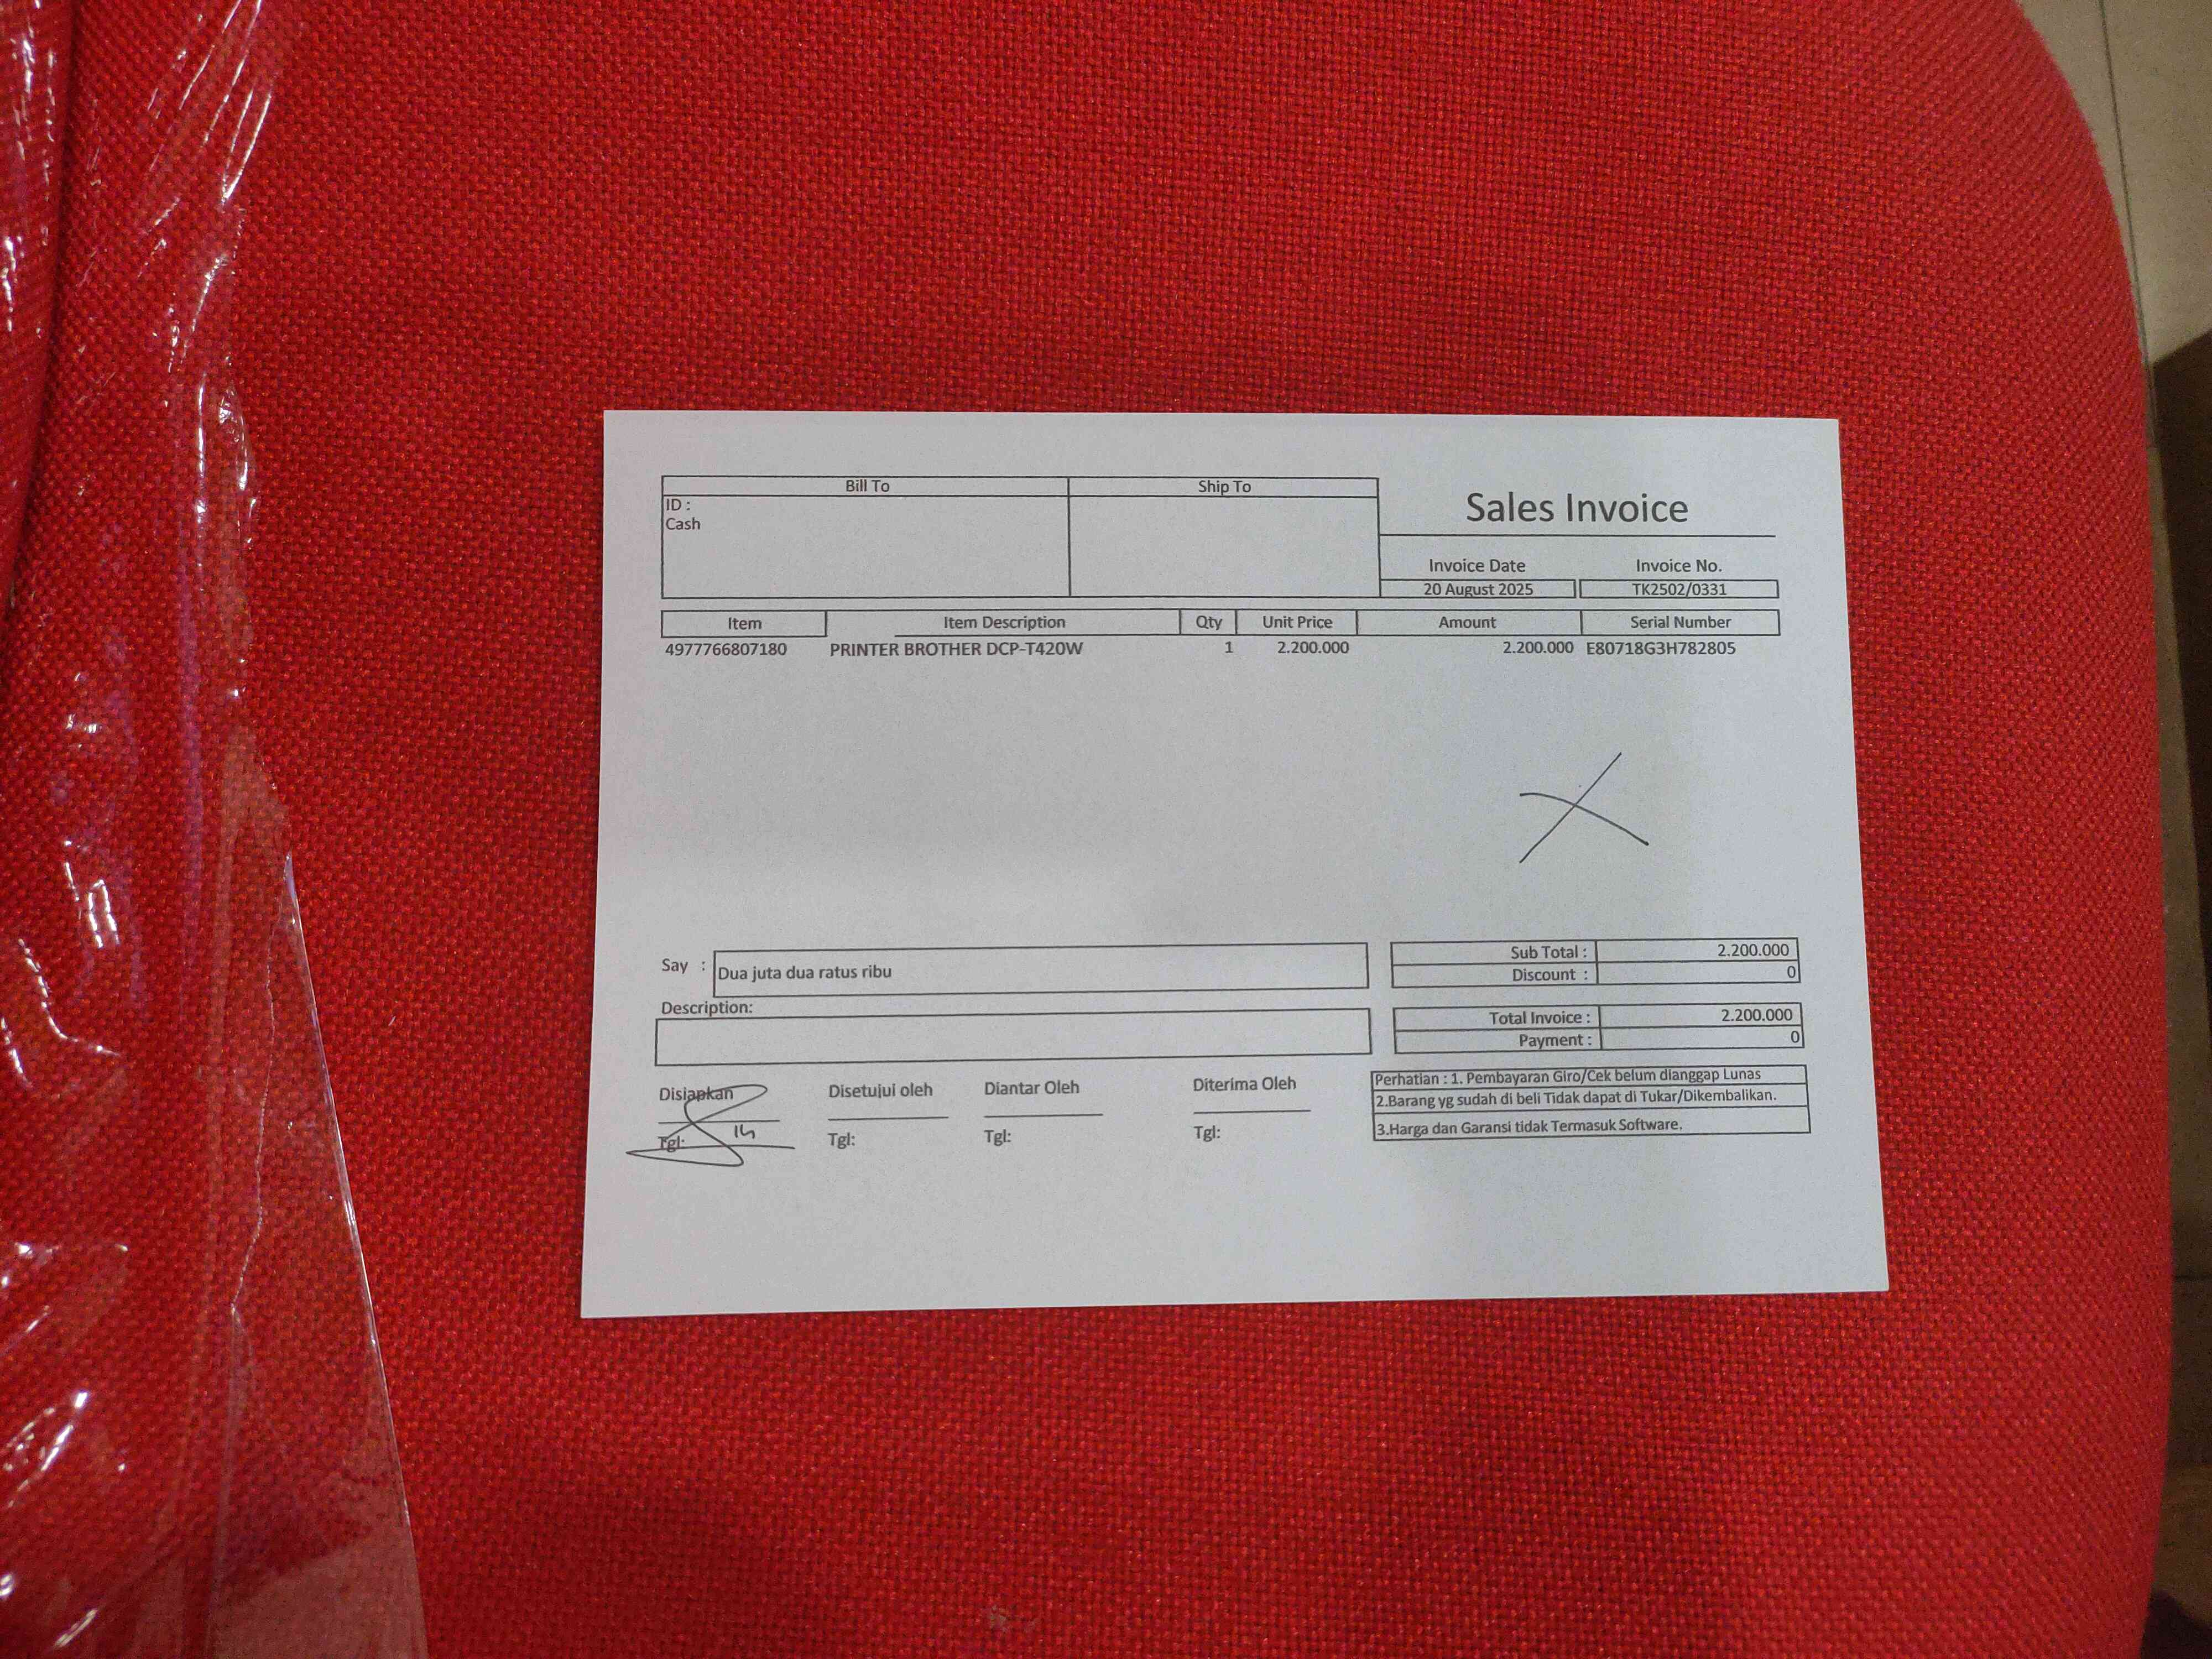 Bill To Ship To
Sales Invoice
ID :
Cash
Invoice Date Invoice No.
20 August 2025 TK2502/0331
Item Item Description Qty Unit Price Amount Serial Number
4977766807180 PRINTER BROTHER DCP-T420W 1 2.200.000 2.200.000 E80718G3H782805
Say : Dua juta dua ratus ribu
Sub Total : 2.200.000
Discount : 0
Description:
Total Invoice : 2.200.000
Payment : 0
Disiapkan Disetujui oleh Diantar Oleh Diterima Oleh
Tgl: Tgl: Tgl: Tgl:
Perhatian : 1. Pembayaran Giro/Cek belum dianggap Lunas
2.Barang yg sudah di beli Tidak dapat di Tukar/Dikembalikan.
3.Harga dan Garansi tidak Termasuk Software.